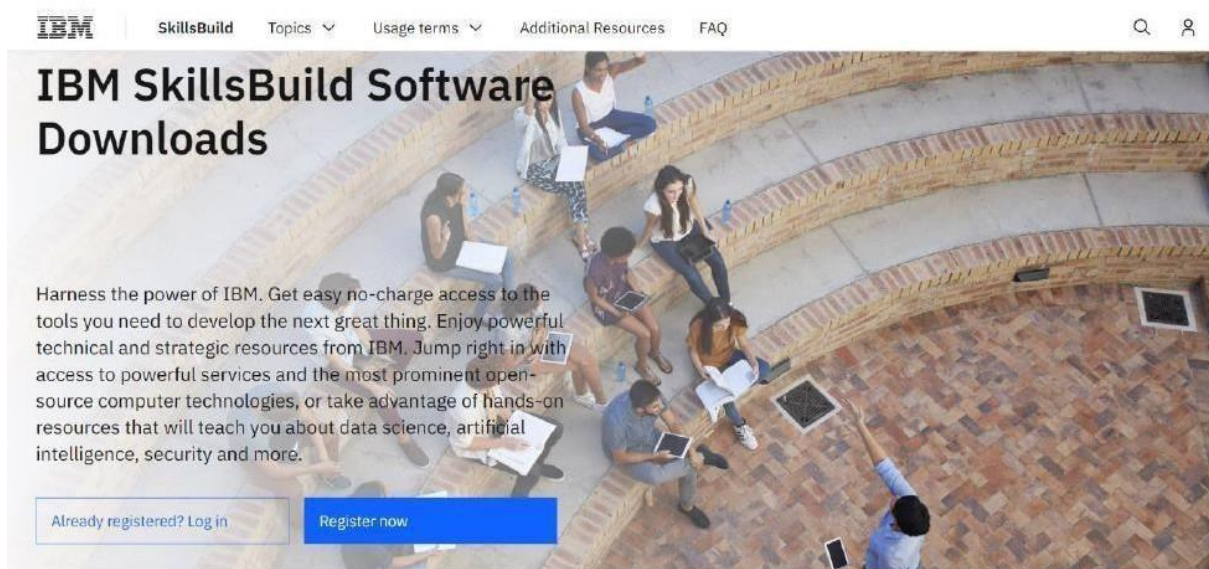 IBM SkillsBuild Topics Usage terms Additional Resources FAQ
IBM SkillsBuild Software
Downloads
Harness the power of IBM. Get easy no-charge access to the
tools you need to develop the next great thing. Enjoy powerful
technical and strategic resources from IBM. Jump right in with
access to powerful services and the most prominent open-
source computer technologies, or take advantage of hands-on
resources that will teach you about data science, artificial
intelligence, security and more.
Already registered? Log in Register now